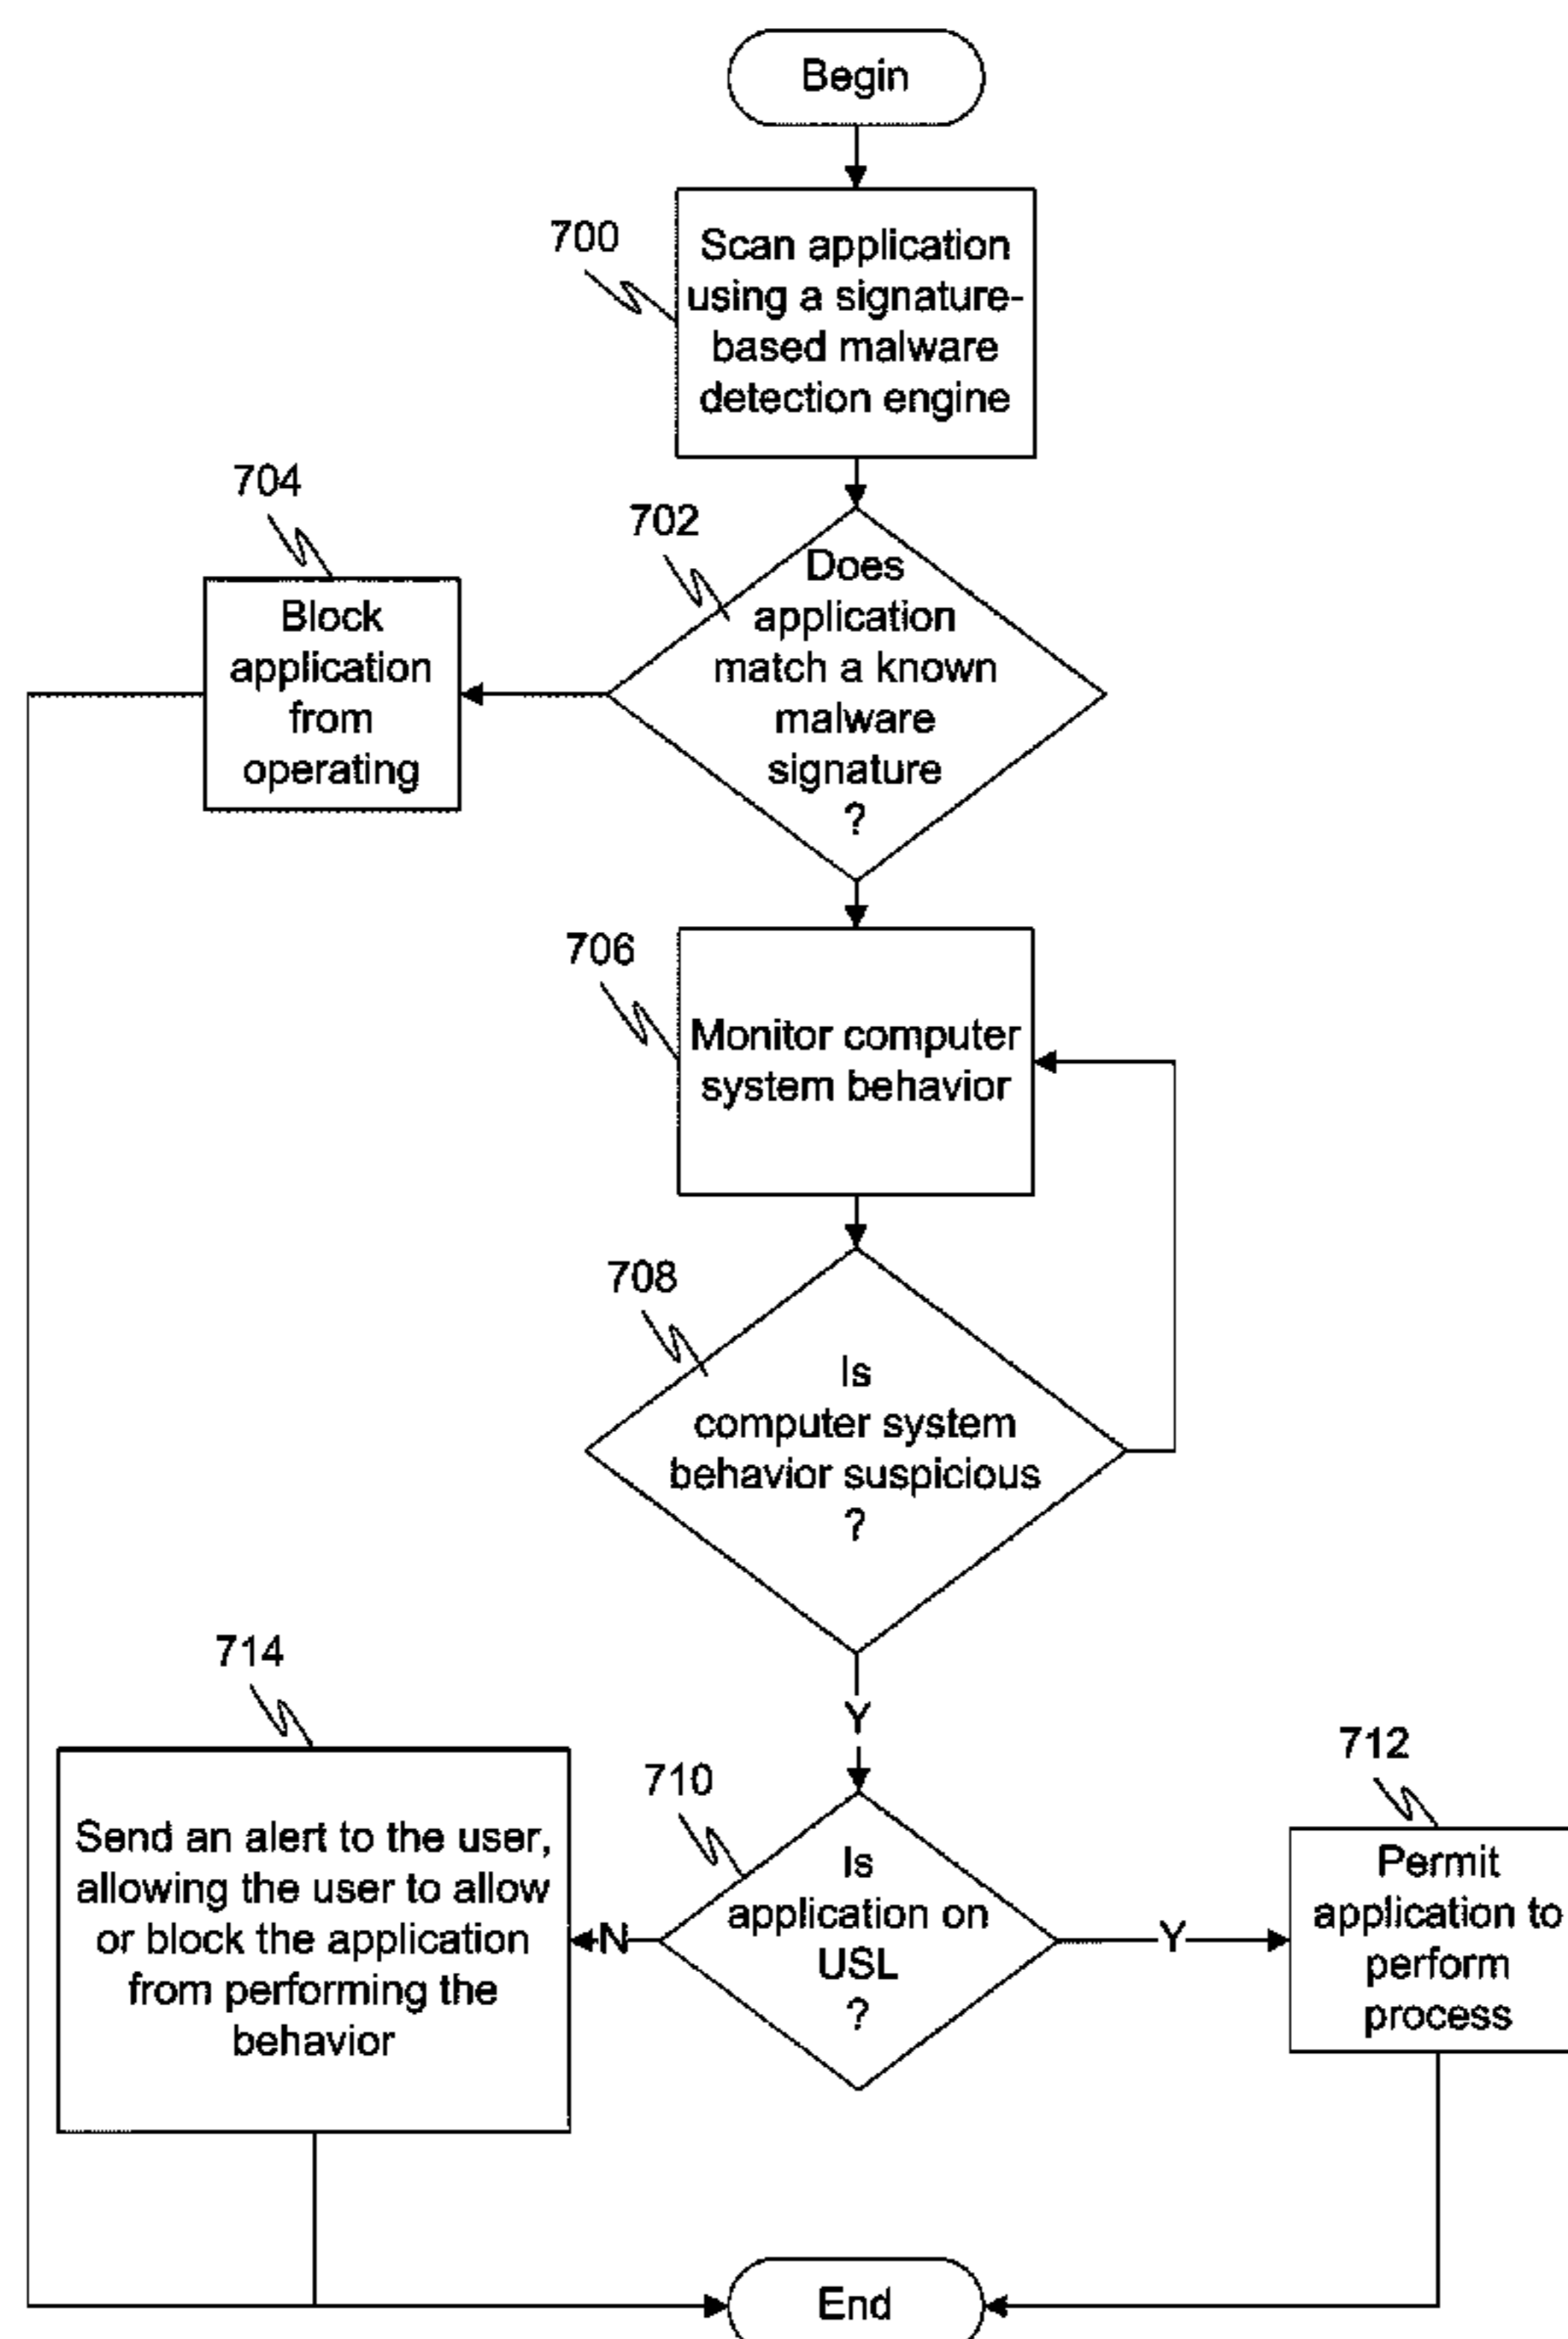 Begin
700
Scan application
using a signature-
based malware
detection engine
704
702
Block
application
from
operating
Does
application
match a known
malware
signature
?
706
Monitor computer
system behavior
708
Is
computer system
behavior suspicious
?
Y
714
712
710
Send an alert to the user,
allowing the user to allow
or block the application
from performing the
behavior
N
Is
application on
USL
?
Y
Permit
application to
perform
process
End